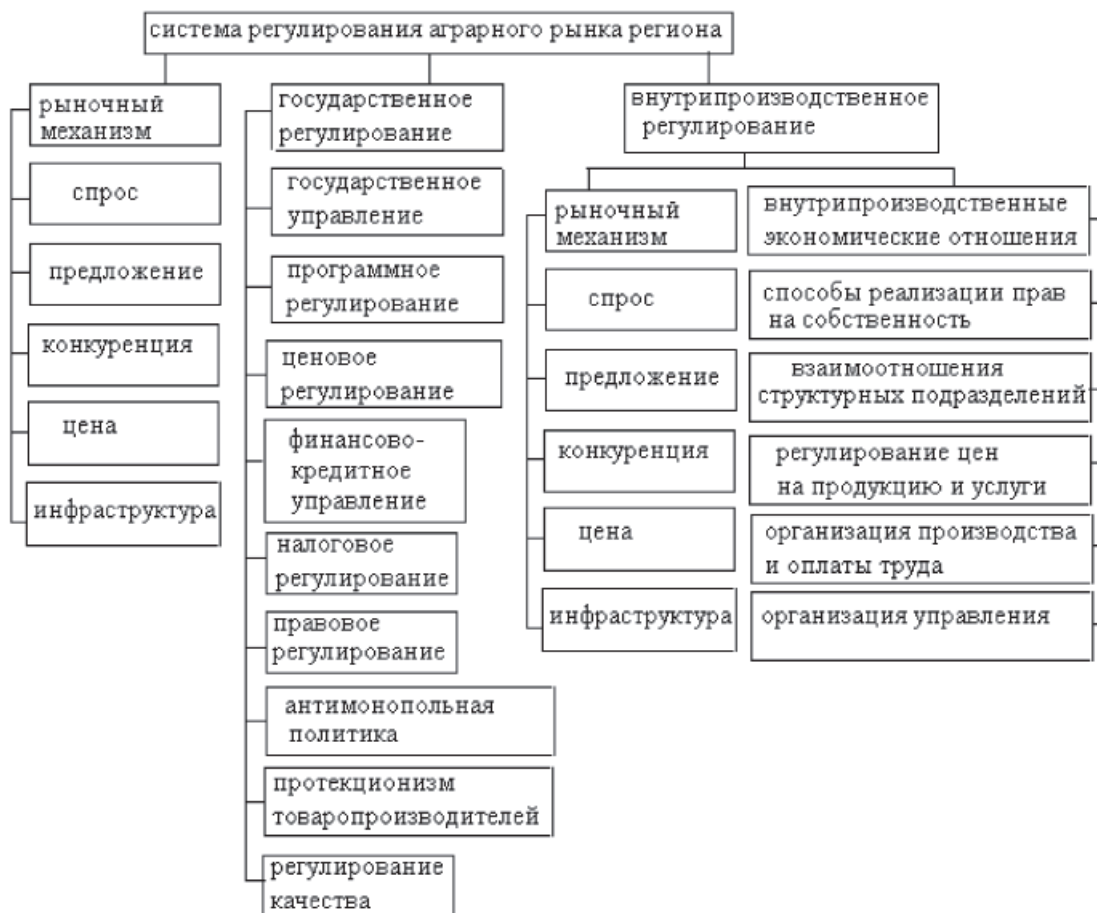 система регулирования аграрного рынка региона
рыночный
механизм
спрос
предложение
конкуренция
цена
инфраструктура
государственное
регулирование
государственное
управление
программное
регулирование
ценовое
регулирование
финансово-
кредитное
управление
налоговое
регулирование
правовое
регулирование
антимонопольная
политика
протекционизм
товаропроизводителей
регулирование
качества
внутрипроизводственное
регулирование
рыночный
механизм
спрос
предложение
конкуренция
цена
инфраструктура
внутрипроизводственные
экономические отношения
способы реализации прав
на собственность
взаимоотношения
структурных подразделений
регулирование цен
на продукцию и услуги
организация производства
и оплаты труда
организация управления